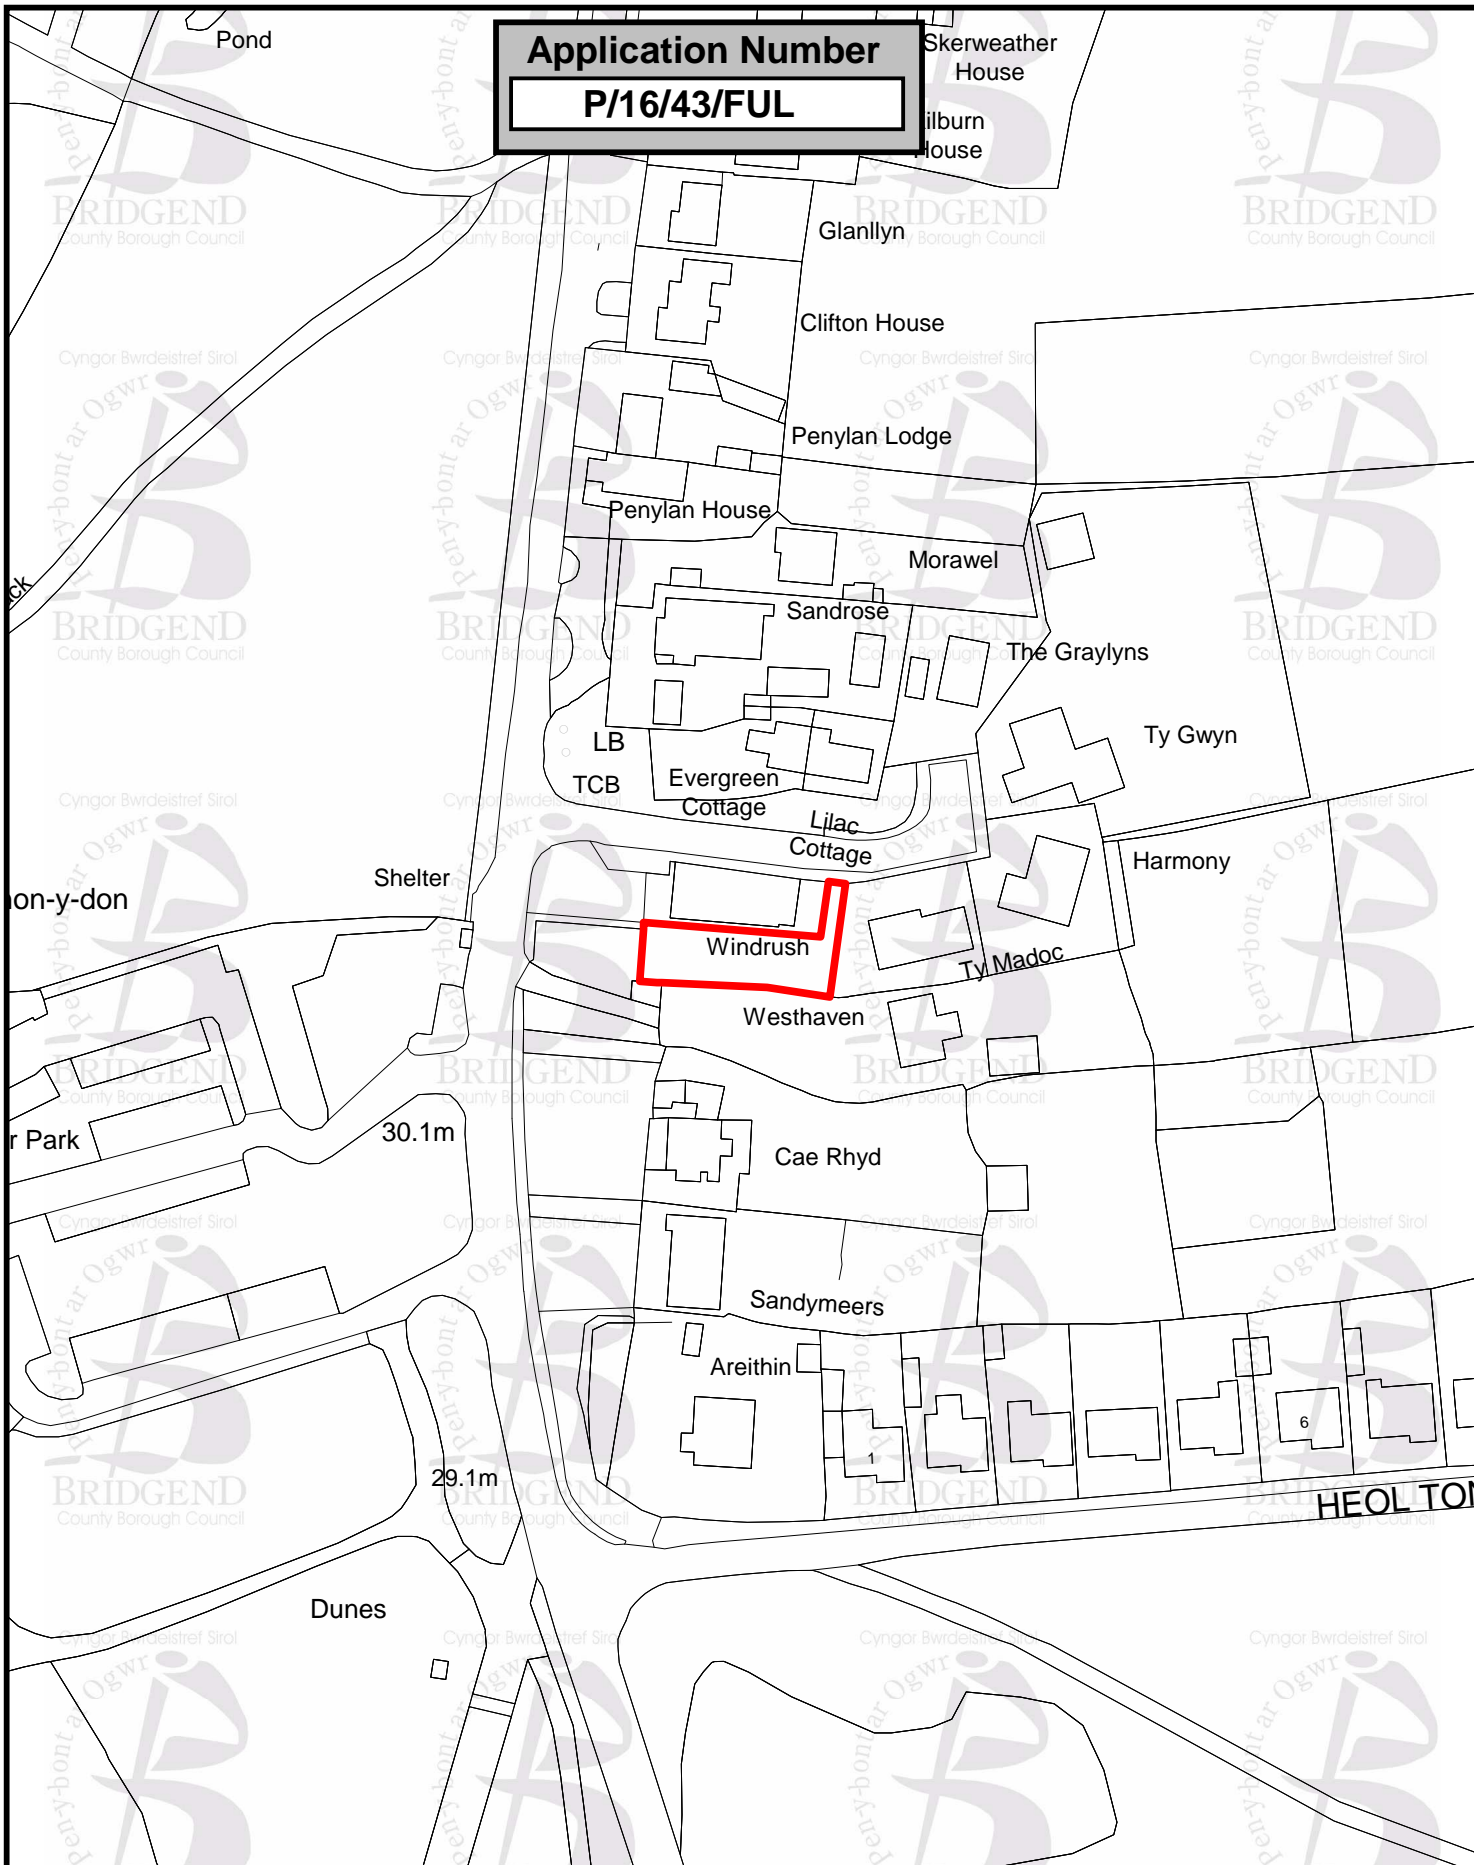 Application Number
P/16/43/FUL
Pond
Skerweather
House
ilburn
House
Glanllyn
Clifton House
Penylan Lodge
Penylan House
Morawel
Sandrose
The Graylyns
Ty Gwyn
LB
TCB
Evergreen
Cottage
Lilac
Cottage
Harmony
Shelter
Windrush
Ty Madoc
Westhaven
30.1m
r Park
Cae Rhyd
Sandymeers
Areithin
1
6
29.1m
HEOL TON
Dunes
Cyngor Bwrdeistref Sirol
Pen-y-bont ar Ogwr
BRIDGEND
County Borough Council